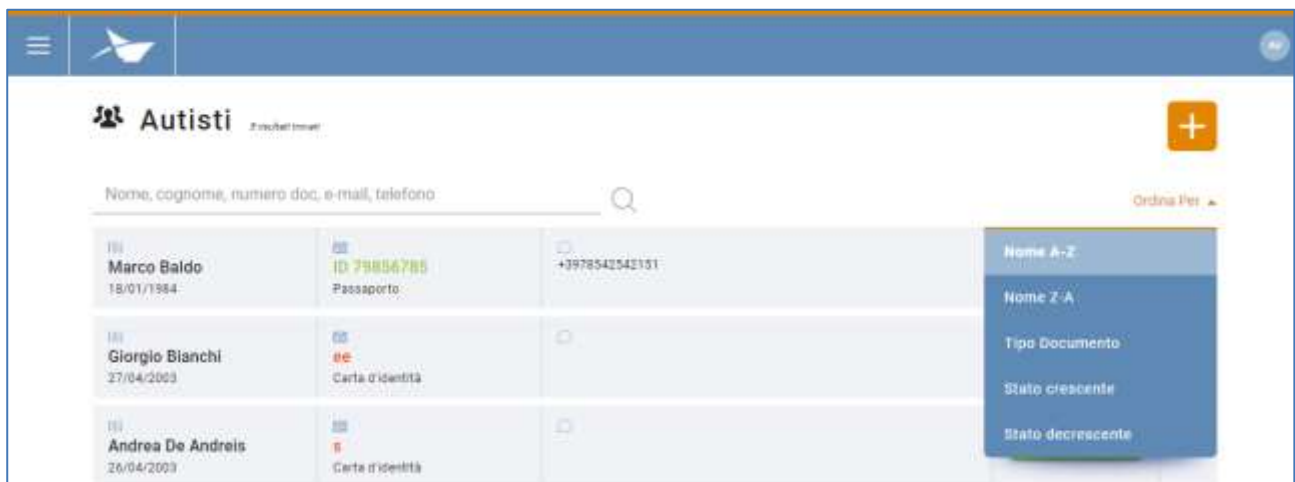 Autisti
Nome, cognome, numero doc, e-mail, telefono
Ordina Per
Marco Baldo
18/01/1984
ID 79856785
Passaporto
+3978542542151
Giorgio Bianchi
27/04/2003
ee
Carta d'identità
Andrea De Andreis
26/04/2003
s
Carta d'identità
Nome A-Z
Nome Z-A
Tipo Documento
Stato crescente
Stato decrescente